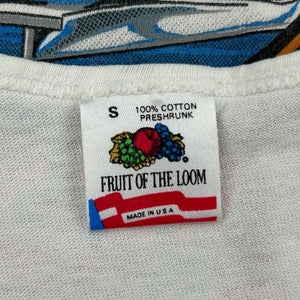 S 100% COTTON
PRESHRUNK
®
FRUIT OF THE LOOM
MADE IN U.S.A